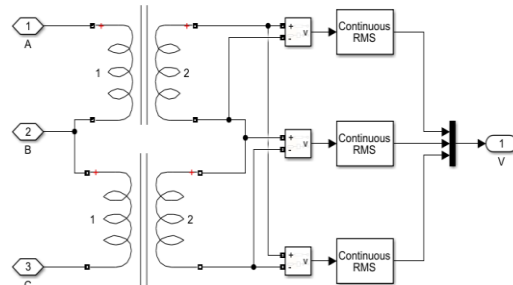 1
A
1
2
+
-
v
Continuous
RMS
2
B
+
-
v
Continuous
RMS
1
V
1
2
3
+
-
v
Continuous
RMS